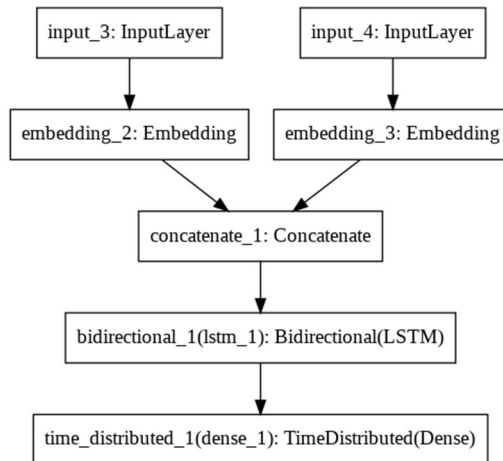 input_3: InputLayer
input_4: InputLayer
embedding_2: Embedding
embedding_3: Embedding
concatenate_1: Concatenate
bidirectional_1(lstm_1): Bidirectional(LSTM)
time_distributed_1(dense_1): TimeDistributed(Dense)